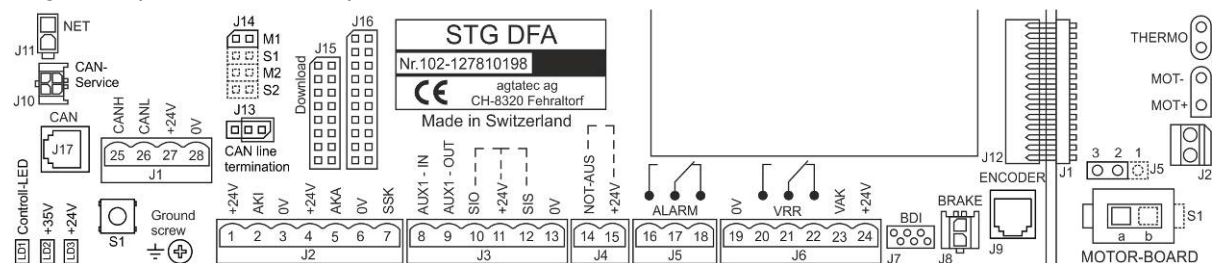 NET
J11
CAN-
Service
J10
CAN
J17
CANH
CANL
+24V
0V
25 26 27 28
J1
LD1 Controll-LED
LD2 +35V
LD3 +24V
S1
Ground
screw
J14
M1
S1
M2
S2
J13
CAN line
termination
Download
J15
J16
STG DFA
Nr.102-127810198
CE
agtatec ag
CH-8320 Fehraltorf
Made in Switzerland
+24V
AKI
0V
+24V
AKA
0V
SSK
1 2 3 4 5 6 7
J2
AUX1 - IN
AUX1 - OUT
SIO
+24V
SIS
0V
8 9 10 11 12 13
J3
NOT-AUS
+24V
14 15
J4
ALARM
16 17 18
J5
0V
VRR
VAK
+24V
19 20 21 22 23 24
J6
BDI
J7
BRAKE
J8
ENCODER
J9
J12
J1
THERMO
MOT-
MOT+
3 2 1
J5
J2
S1
a b
MOTOR-BOARD